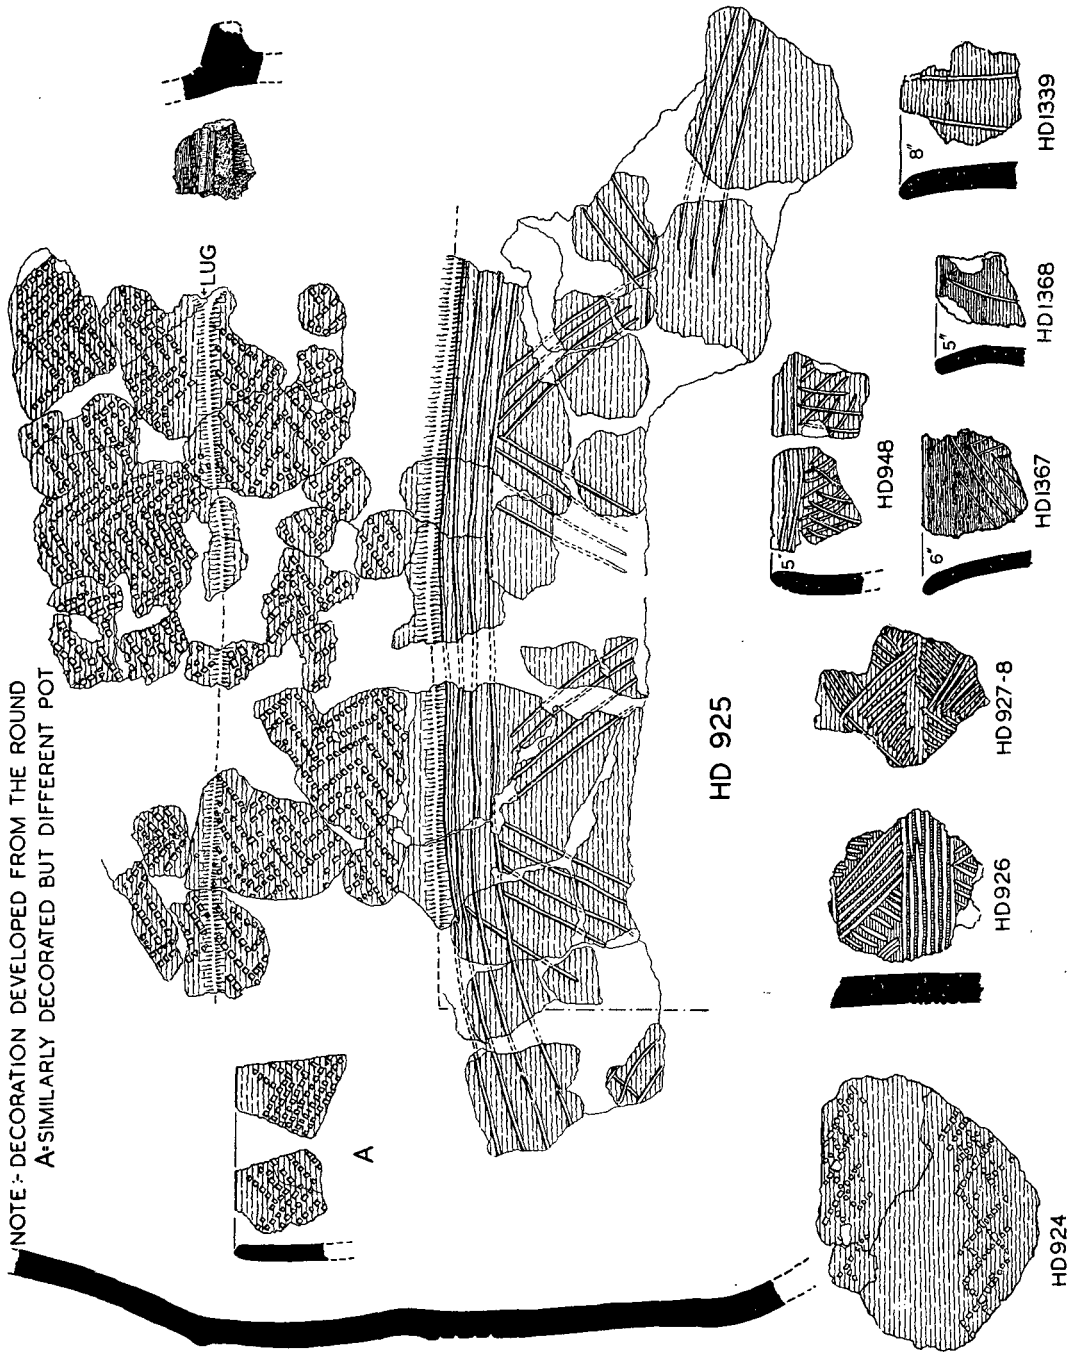 NOTE:- DECORATION DEVELOPED FROM THE ROUND
A=SIMILARLY DECORATED BUT DIFFERENT POT
←LUG
A
HD 925
5"
HD948
5"
HD1368
8"
HD1339
6"
HD1367
HD927-8
HD926
HD924